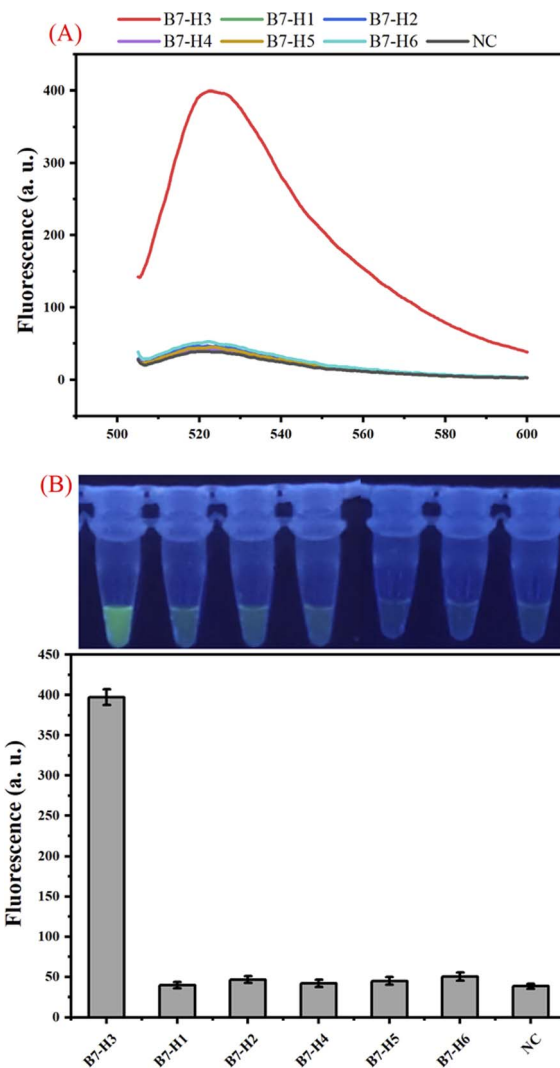 (A)
B7-H3 B7-H1 B7-H2
B7-H4 B7-H5 B7-H6 NC
Fluorescence (a. u.)
400
300
200
100
0
500 520 540 560 580 600
(B)
Fluorescence (a. u.)
450
400
350
300
250
200
150
100
50
0
B7-H3 B7-H1 B7-H2 B7-H4 B7-H5 B7-H6 NC